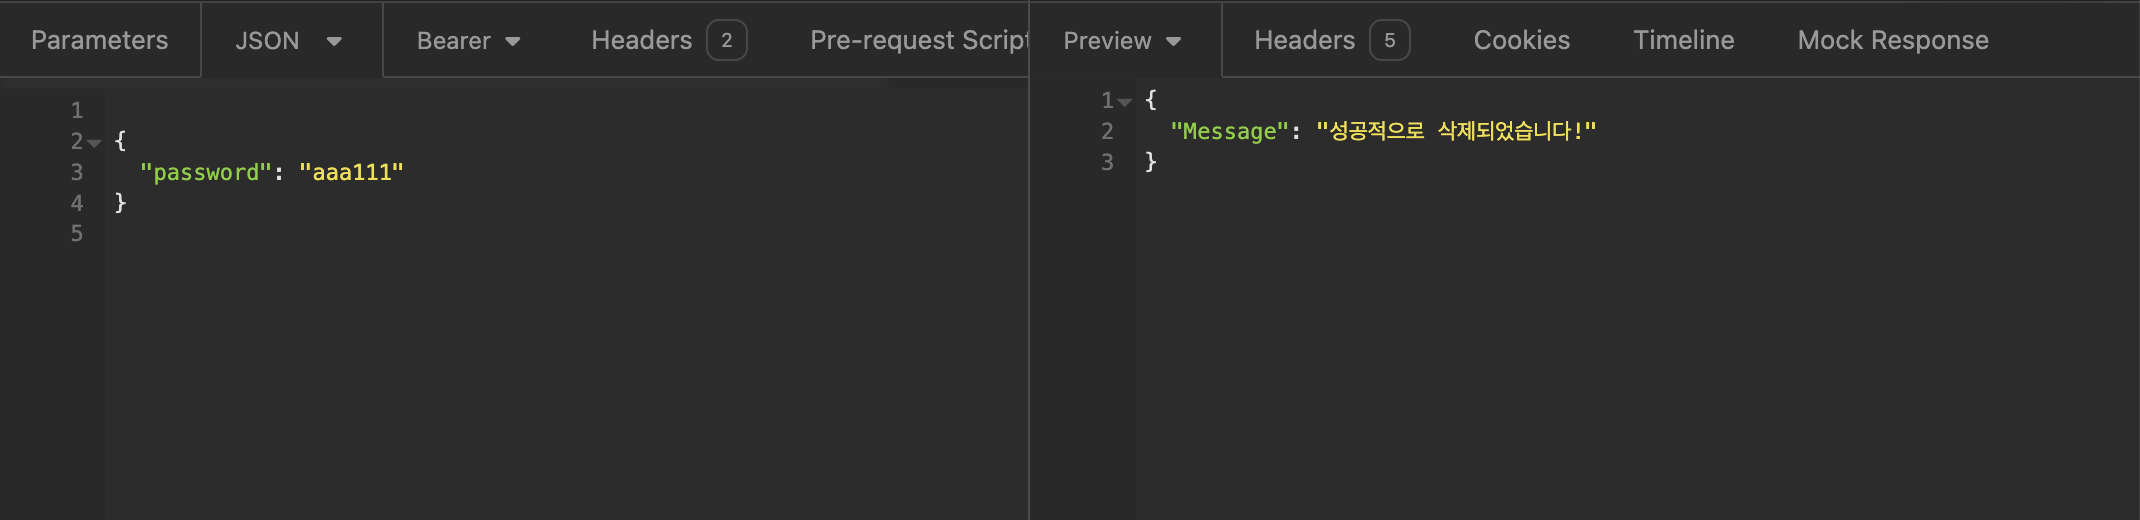 Parameters JSON Bearer Headers 2 Pre-request Script
1
2 {
3 "password": "aaa111"
4 }
5
Preview Headers 5 Cookies Timeline Mock Response
1 {
2 "Message": "성공적으로 삭제되었습니다!"
3 }